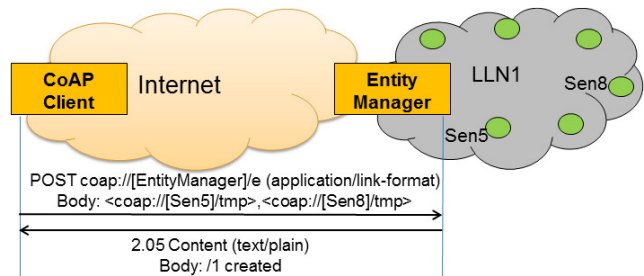 CoAP Client
Internet
Entity Manager
LLN1
Sen8
Sen5
POST coap://[EntityManager]/e (application/link-format)
Body: <coap://[Sen5]/tmp>,<coap://[Sen8]/tmp>
2.05 Content (text/plain)
Body: /1 created